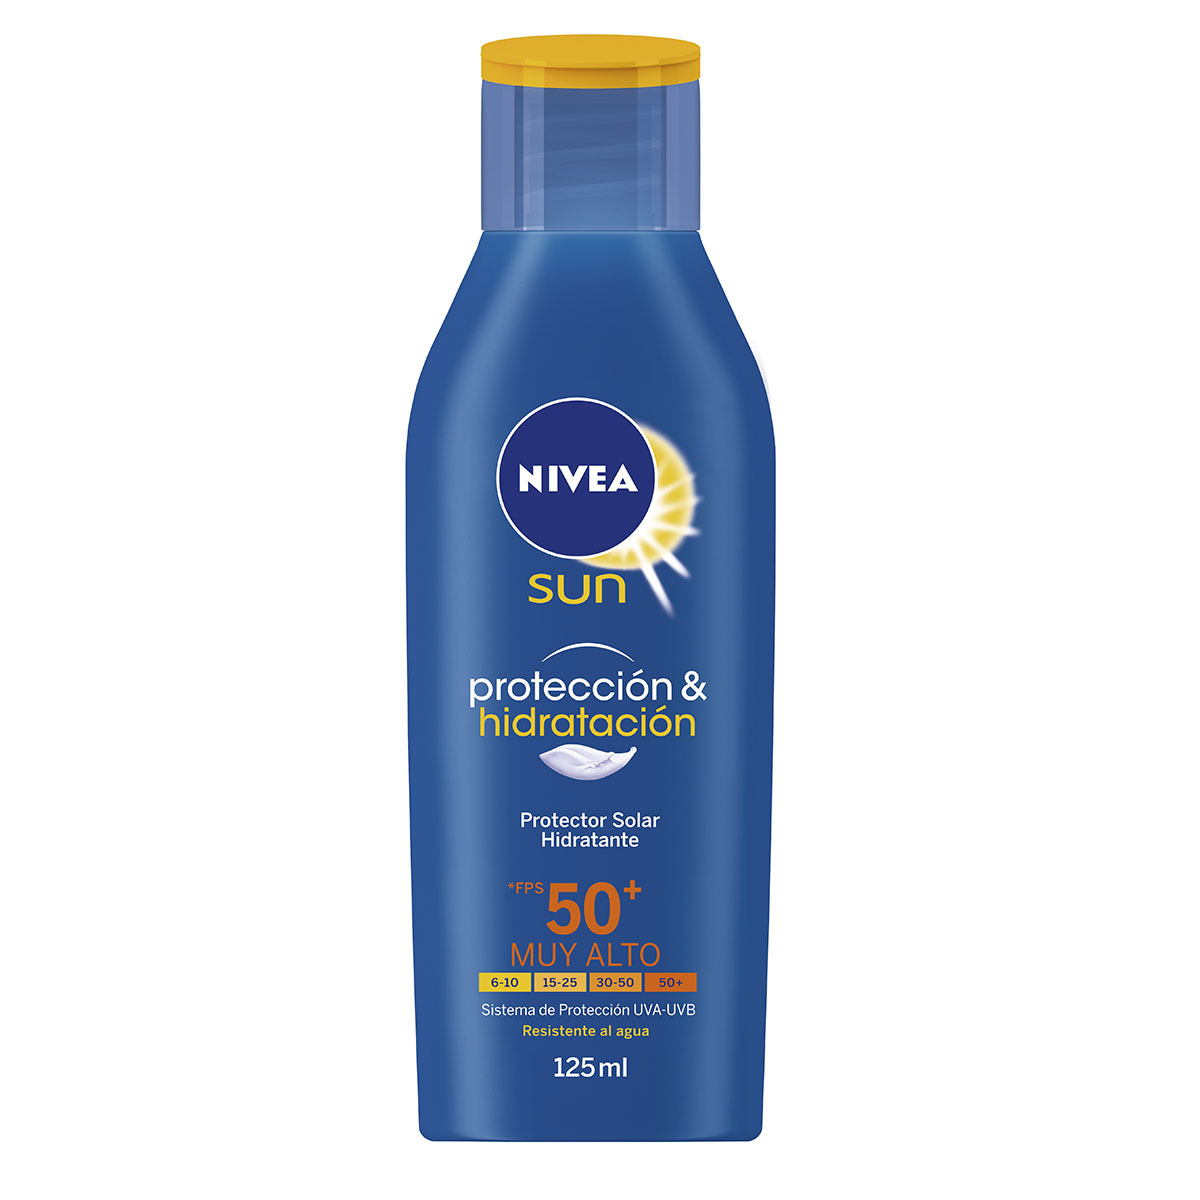 NIVEA
sun
protección &
hidratación
Protector Solar
Hidratante
*FPS 50+
MUY ALTO
6-10 15-25 30-50 50+
Sistema de Protección UVA-UVB
Resistente al agua
125ml